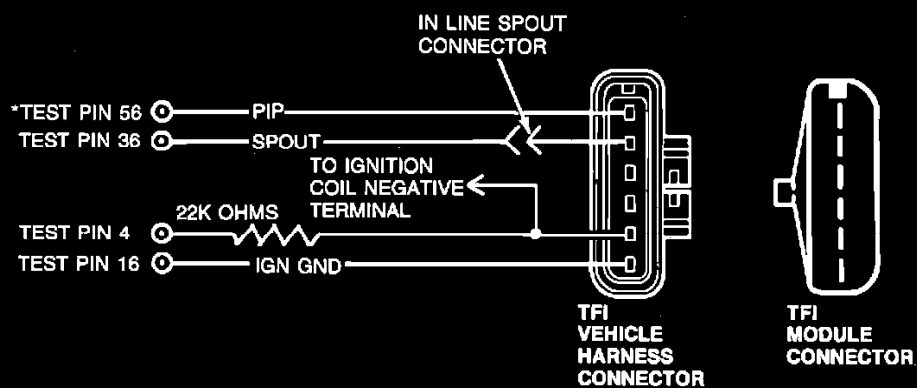 IN LINE SPOUT
CONNECTOR
*TEST PIN 56
PIP
TEST PIN 36
SPOUT
TO IGNITION
COIL NEGATIVE
TERMINAL
22K OHMS
TEST PIN 4
TEST PIN 16
IGN GND
TFI
VEHICLE
HARNESS
CONNECTOR
TFI
MODULE
CONNECTOR